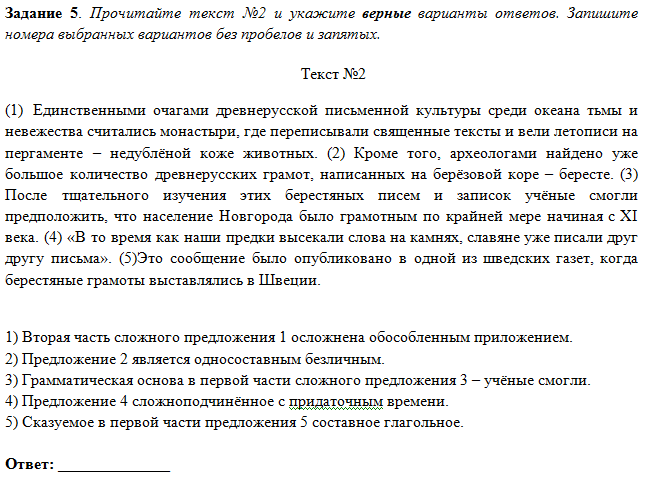 Задание 5. Прочитайте текст №2 и укажите верные варианты ответов. Запишите
номера выбранных вариантов без пробелов и запятых.
Текст №2
(1) Единственными очагами древнерусской письменной культуры среди океана тьмы и
невежества считались монастыри, где переписывали священные тексты и вели летописи на
пергаменте – недублёной коже животных. (2) Кроме того, археологами найдено уже
большое количество древнерусских грамот, написанных на берёзовой коре – бересте. (3)
После тщательного изучения этих берестяных писем и записок учёные смогли
предположить, что население Новгорода было грамотным по крайней мере начиная с XI
века. (4) «В то время как наши предки высекали слова на камнях, славяне уже писали друг
другу письма». (5)Это сообщение было опубликовано в одной из шведских газет, когда
берестяные грамоты выставлялись в Швеции.
1) Вторая часть сложного предложения 1 осложнена обособленным приложением.
2) Предложение 2 является односоставным безличным.
3) Грамматическая основа в первой части сложного предложения 3 – учёные смогли.
4) Предложение 4 сложноподчинённое с придаточным времени.
5) Сказуемое в первой части предложения 5 составное глагольное.
Ответ: _______________